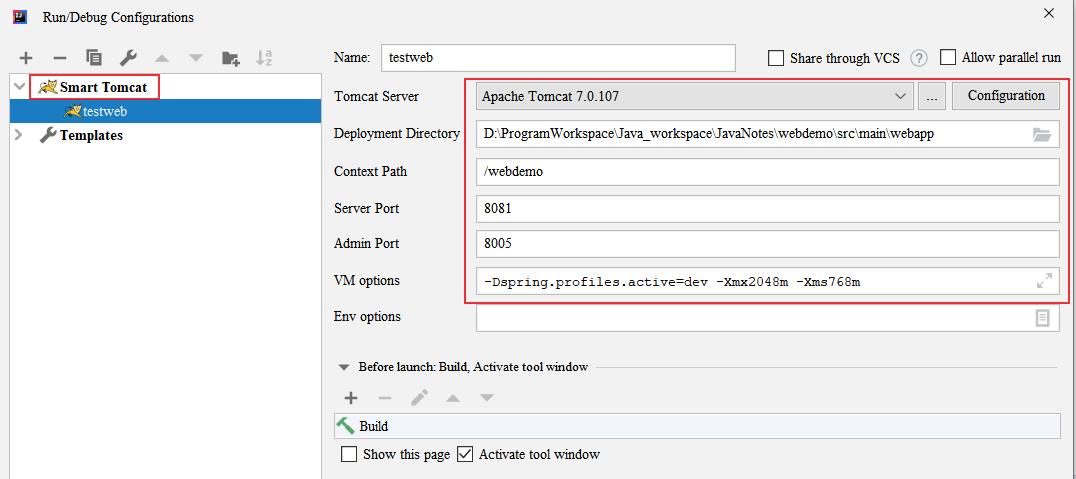 Run/Debug Configurations
Name: testweb
Share through VCS ?
Allow parallel run
Smart Tomcat
testweb
Templates
Tomcat Server Apache Tomcat 7.0.107 ... Configuration
Deployment Directory D:\ProgramWorkspace\Java_workspace\JavaNotes\webdemo\src\main\webapp
Context Path /webdemo
Server Port 8081
Admin Port 8005
VM options -Dspring.profiles.active=dev -Xmx2048m -Xms768m
Env options
Before launch: Build, Activate tool window
Build
Show this page Activate tool window